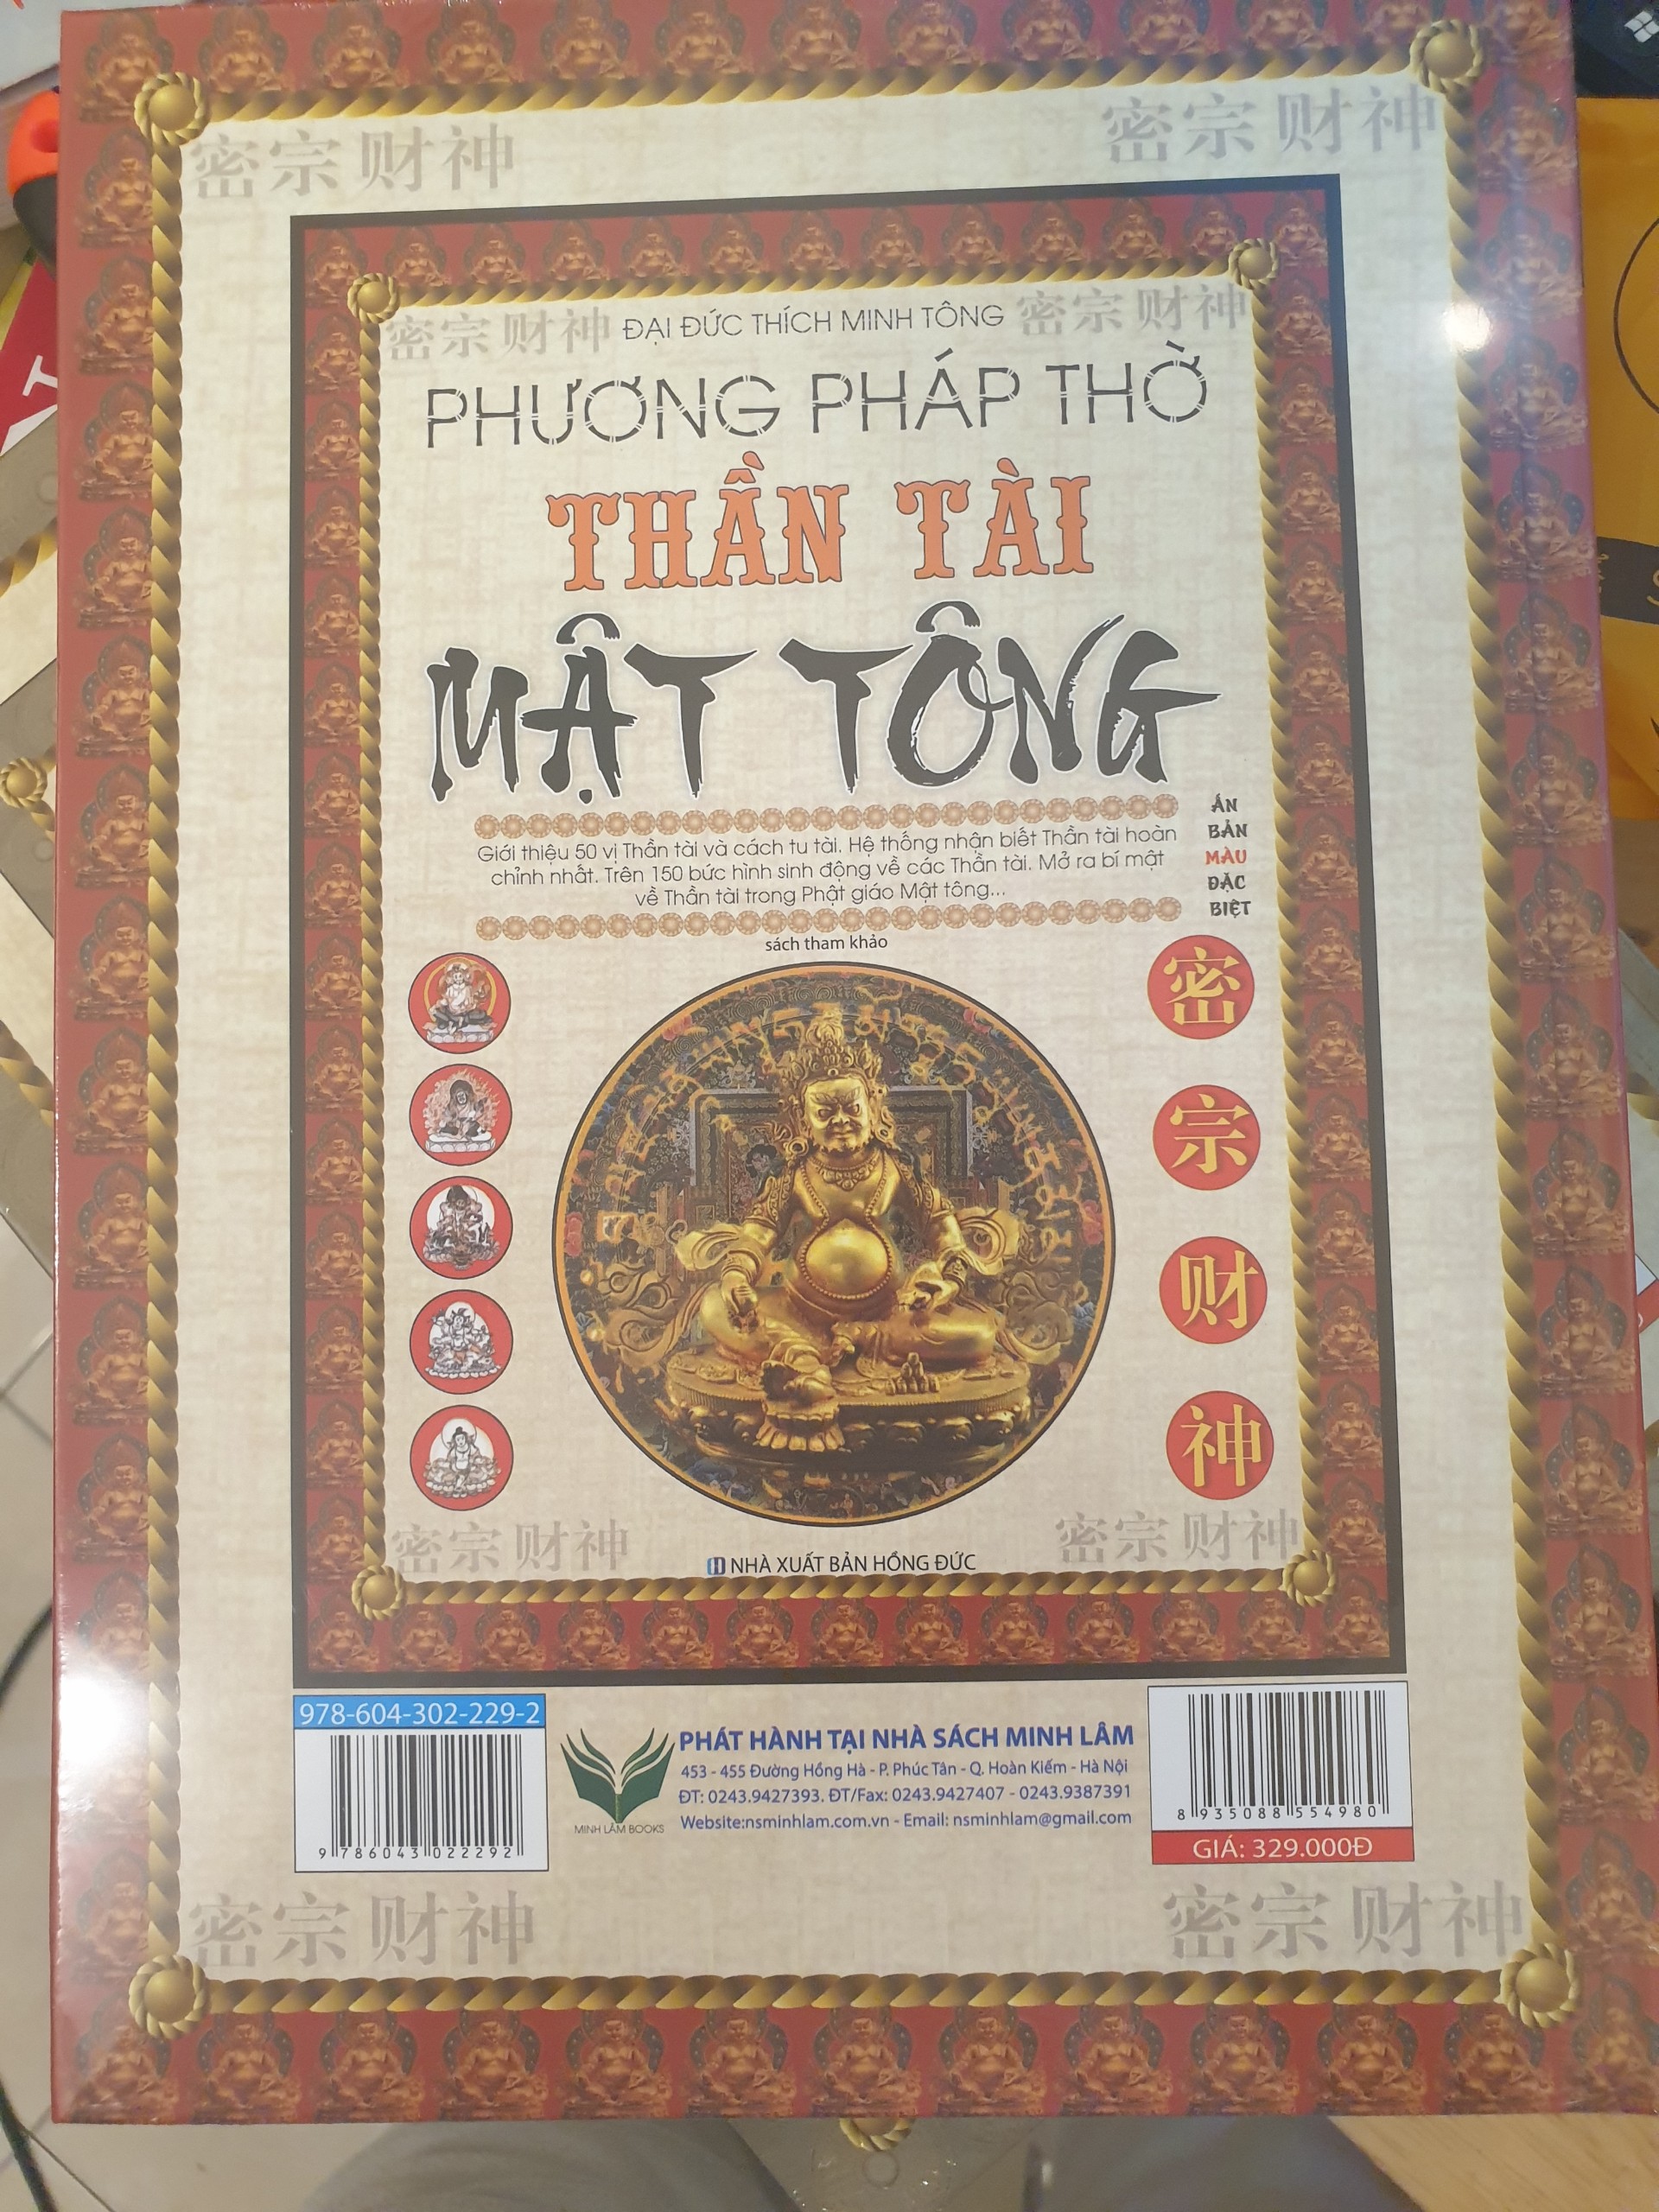 密宗财神
密宗财神
密宗财神
ĐẠI ĐỨC THÍCH MINH TÔNG
密宗财神
PHƯƠNG PHÁP THỜ
THẦN TÀI
MẬT TÔNG
Giới thiệu 50 vị Thần tài và cách tu tài. Hệ thống nhận biết Thần tài hoàn
chỉnh nhất. Trên 150 bức hình sinh động về các Thần tài. Mở ra bí mật
về Thần tài trong Phật giáo Mật tông...
ẤN
BẢN
MÀU
ĐẶC
BIỆT
sách tham khảo
密
宗
财
神
密宗财神
密宗财神
NHÀ XUẤT BẢN HỒNG ĐỨC
978-604-302-229-2
9 786043 022292
MINH LÂM BOOKS
PHÁT HÀNH TẠI NHÀ SÁCH MINH LÂM
453 - 455 Đường Hồng Hà - P. Phúc Tân - Q. Hoàn Kiếm - Hà Nội
ĐT: 0243.9427393. ĐT/Fax: 0243.9427407 - 0243.9387391
Website:nsminhlam.com.vn - Email: nsminhlam@gmail.com
8 935088 554980
GIÁ: 329.000Đ
密宗财神
密宗财神